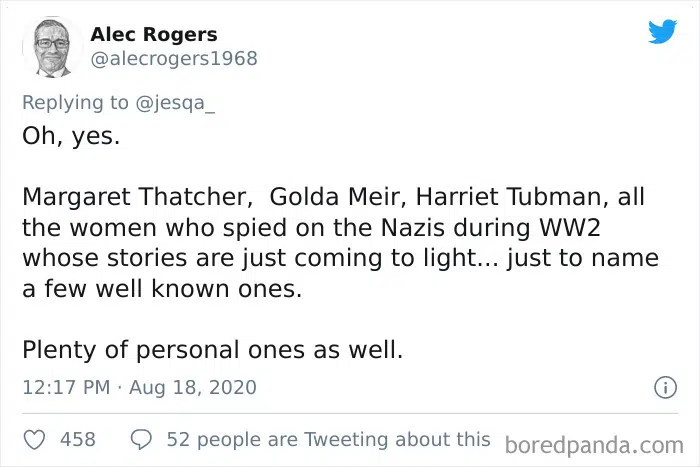 Alec Rogers
@alecrogers1968
Replying to @jesqa_
Oh, yes.
Margaret Thatcher,  Golda Meir, Harriet Tubman, all
the women who spied on the Nazis during WW2
whose stories are just coming to light... just to name
a few well known ones.
Plenty of personal ones as well.
12:17 PM · Aug 18, 2020
458 52 people are Tweeting about this
boredpanda.com